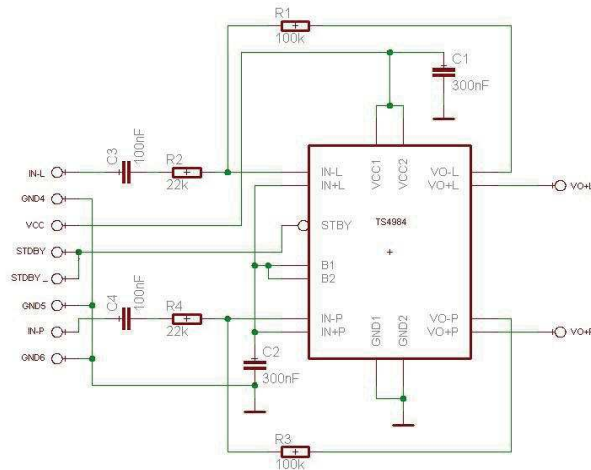 R1
100k
C1
300nF
C3
100nF
R2
22k
IN-L
GND4
VCC
STDBY
STDBY_
GND5
IN-P
GND6
C4
100nF
R4
22k
IN-L
IN+L
STBY
B1
B2
IN-P
IN+P
VCC1
VCC2
TS4984
GND1
GND2
VO-L
VO+L
VO-P
VO+P
VO+L
VO+P
C2
300nF
R3
100k